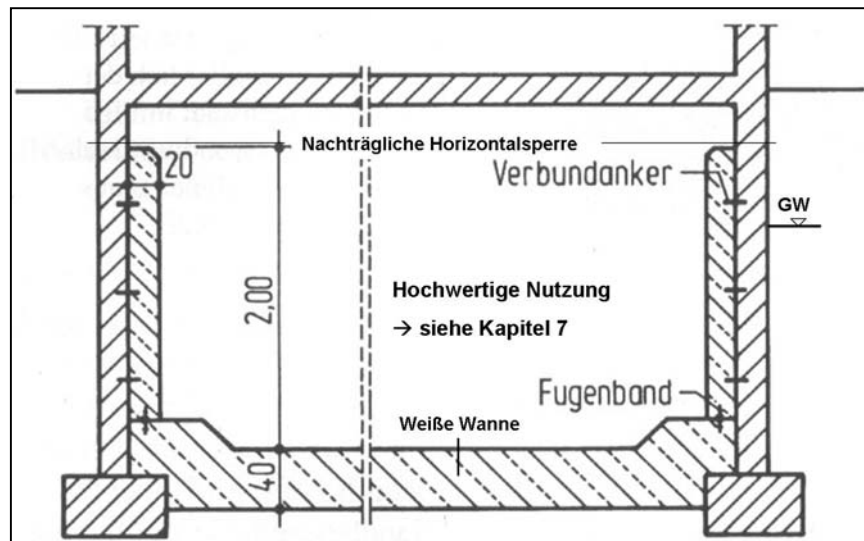 Nachträgliche Horizontalsperre
20
Verbundanker
GW
2,00
Hochwertige Nutzung
→ siehe Kapitel 7
Fugenband
Weiße Wanne
40